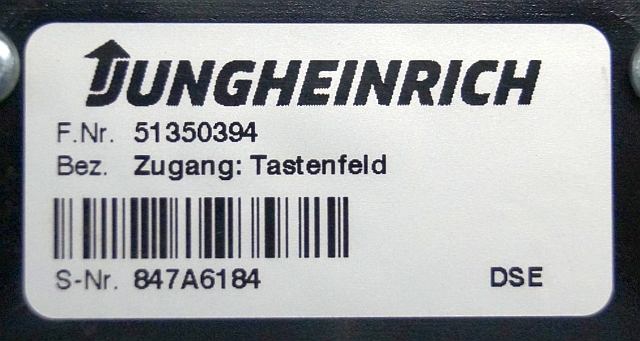 JUNGHEINRICH
F.Nr. 51350394
Bez. Zugang: Tastenfeld
S-Nr. 847A6184 DSE